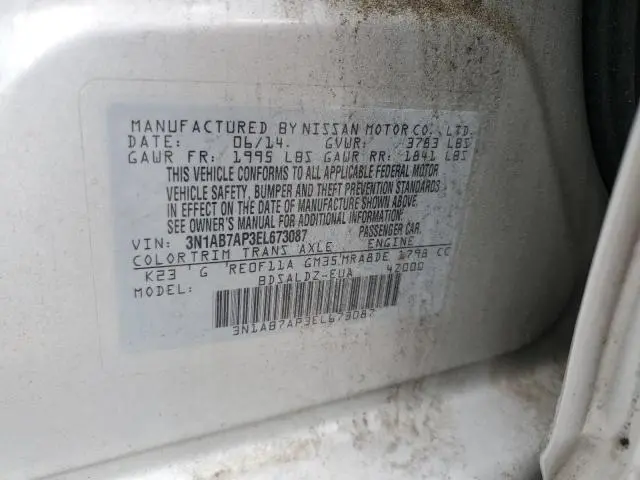 MANUFACTURED BY NISSAN MOTOR CO., LTD.
DATE: 06/14. GVWR: 3783 LBS
GAWR FR: 1995 LBS GAWR RR: 1841 LBS
THIS VEHICLE CONFORMS TO ALL APPLICABLE FEDERAL MOTOR
VEHICLE SAFETY, BUMPER AND THEFT PREVENTION STANDARDS
IN EFFECT ON THE DATE OF MANUFACTURE SHOWN ABOVE.
SEE OWNER'S MANUAL FOR ADDITIONAL INFORMATION.
VIN: 3N1AB7AP3EL673087 PASSENGER CAR.
COLOR TRIM TRANS AXLE ENGINE
K23 G RE0F11A GM35 MRA8DE 1798 CC
MODEL: BDSALDZ-EUA 4Z000
3N1AB7AP3EL673087